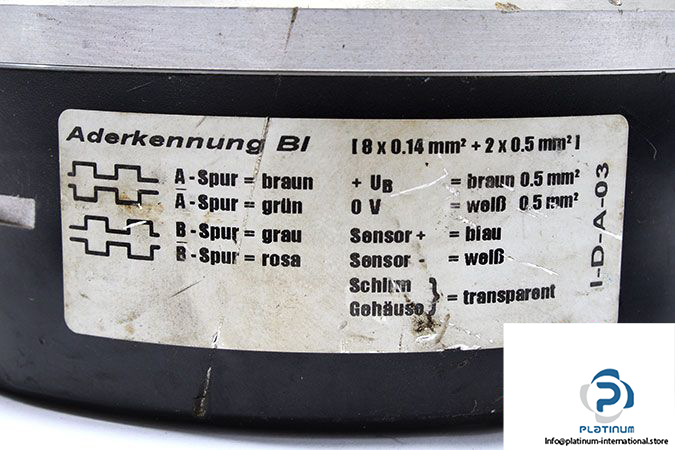 Aderkennung BI [ 8 x 0.14 mm² + 2 x 0.5 mm² ]
A - Spur = braun
A̅ - Spur = grün
B - Spur = grau
B̅ - Spur = rosa
+ UB = braun 0.5 mm²
0 V = weiß 0.5 mm²
Sensor + = blau
Sensor - = weiß
Schirm
Gehäuse } = transparent
I-D-A-03
PLATINUM
Info@platinum-international.store